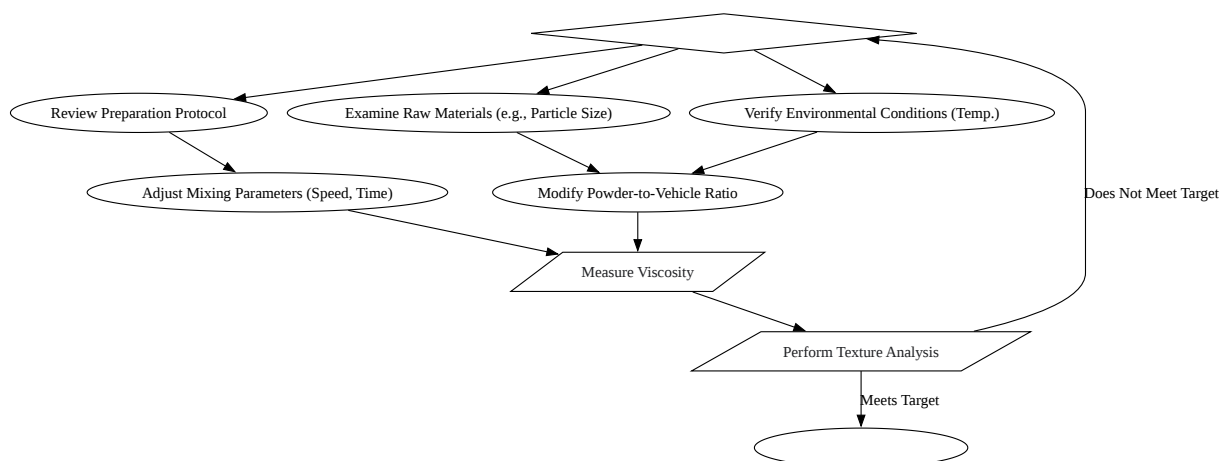 Review Preparation Protocol
Examine Raw Materials (e.g., Particle Size)
Verify Environmental Conditions (Temp.)
Adjust Mixing Parameters (Speed, Time)
Modify Powder-to-Vehicle Ratio
Does Not Meet Target
Measure Viscosity
Perform Texture Analysis
Meets Target